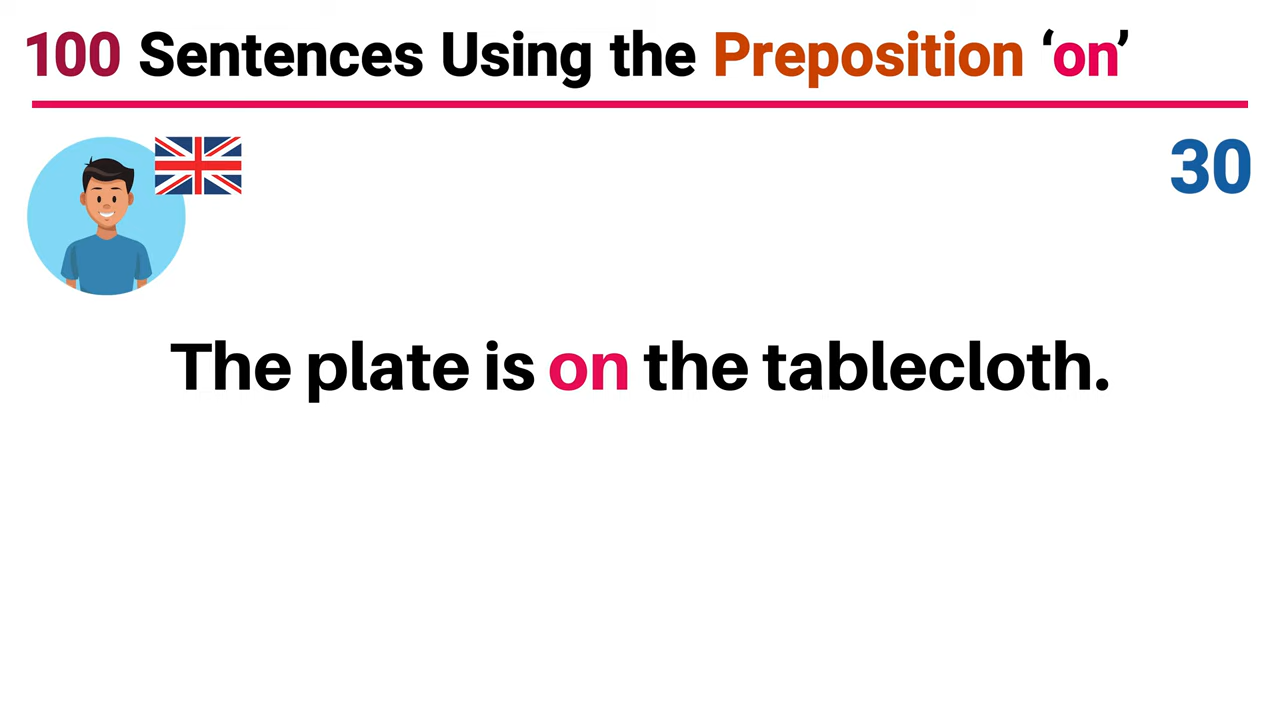 100 Sentences Using the Preposition ‘on’
30
The plate is on the tablecloth.